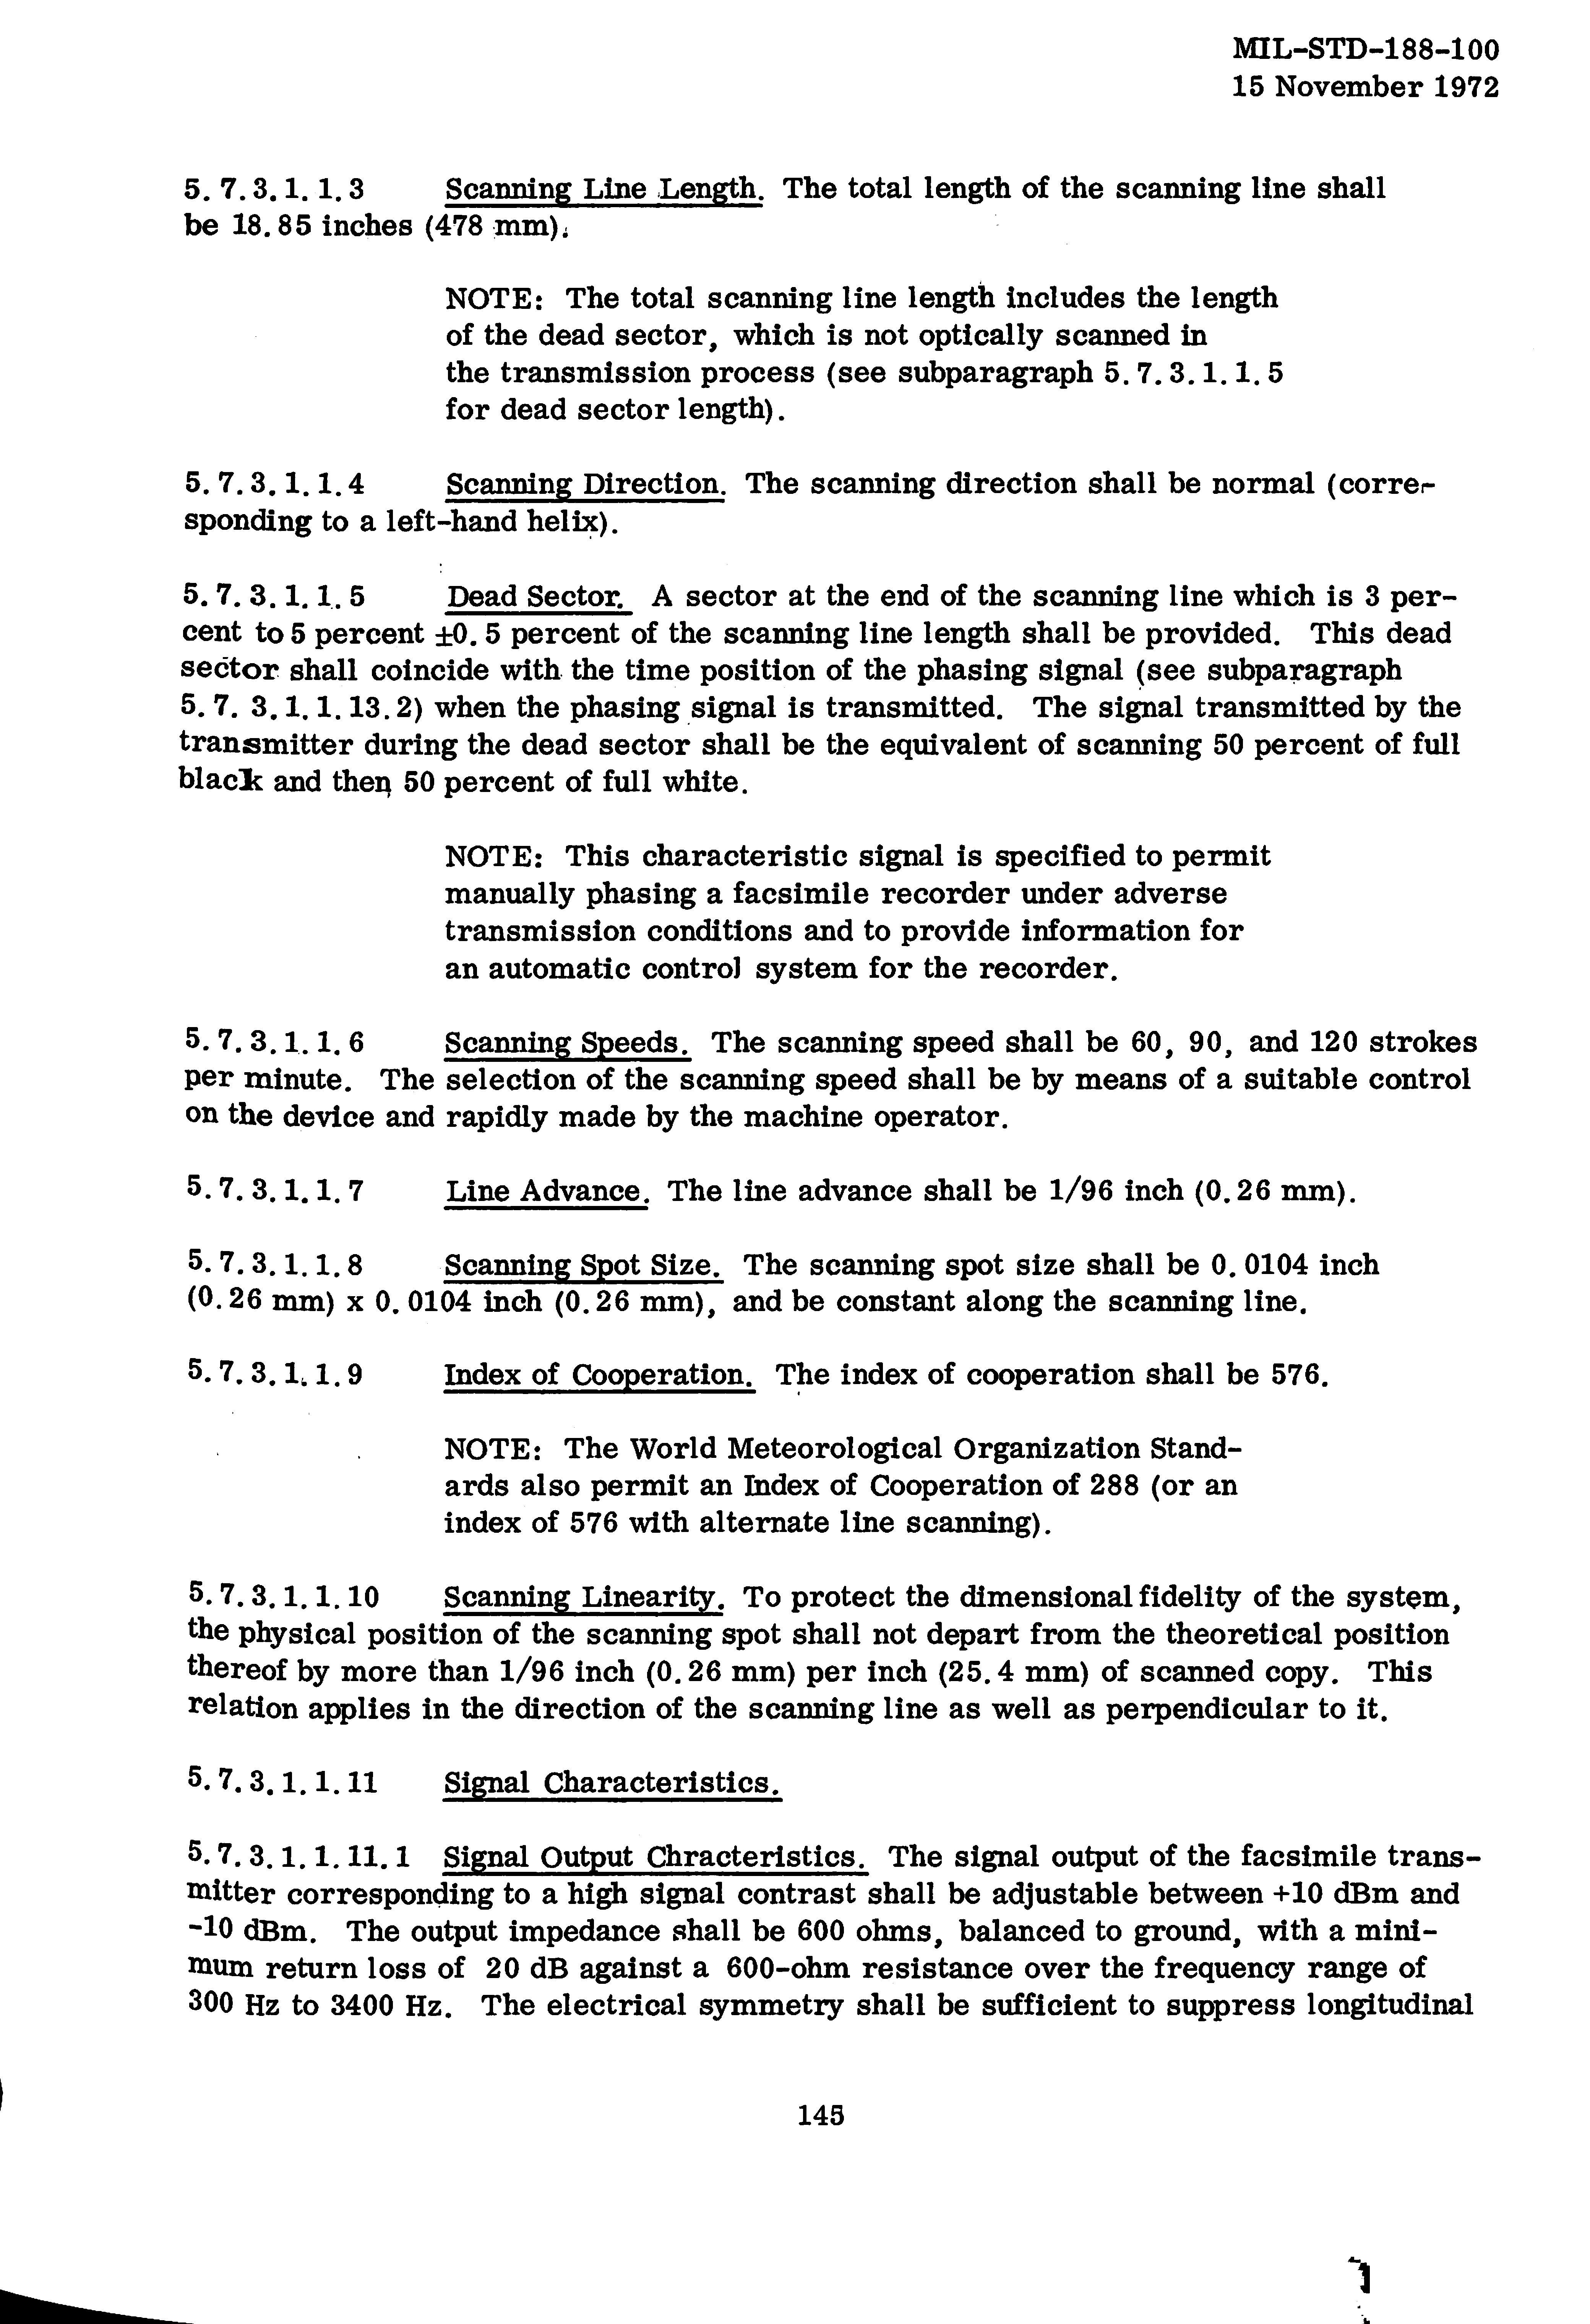 MIL-STD-188-100
15 November 1972
5.7.3.1.1.3 Scanning Line Length. The total length of the scanning line shall
be 18.85 inches (478 mm).
NOTE: The total scanning line length includes the length
of the dead sector, which is not optically scanned in
the transmission process (see subparagraph 5.7.3.1.1.5
for dead sector length).
5.7.3.1.1.4 Scanning Direction. The scanning direction shall be normal (corre-
sponding to a left-hand helix).
5.7.3.1.1.5 Dead Sector. A sector at the end of the scanning line which is 3 per-
cent to 5 percent ±0.5 percent of the scanning line length shall be provided. This dead
sector shall coincide with the time position of the phasing signal (see subparagraph
5.7.3.1.1.13.2) when the phasing signal is transmitted. The signal transmitted by the
transmitter during the dead sector shall be the equivalent of scanning 50 percent of full
black and then 50 percent of full white.
NOTE: This characteristic signal is specified to permit
manually phasing a facsimile recorder under adverse
transmission conditions and to provide information for
an automatic control system for the recorder.
5.7.3.1.1.6 Scanning Speeds. The scanning speed shall be 60, 90, and 120 strokes
per minute. The selection of the scanning speed shall be by means of a suitable control
on the device and rapidly made by the machine operator.
5.7.3.1.1.7 Line Advance. The line advance shall be 1/96 inch (0.26 mm).
5.7.3.1.1.8 Scanning Spot Size. The scanning spot size shall be 0.0104 inch
(0.26 mm) x 0.0104 inch (0.26 mm), and be constant along the scanning line.
5.7.3.1.1.9 Index of Cooperation. The index of cooperation shall be 576.
NOTE: The World Meteorological Organization Stand-
ards also permit an Index of Cooperation of 288 (or an
index of 576 with alternate line scanning).
5.7.3.1.1.10 Scanning Linearity. To protect the dimensional fidelity of the system,
the physical position of the scanning spot shall not depart from the theoretical position
thereof by more than 1/96 inch (0.26 mm) per inch (25.4 mm) of scanned copy. This
relation applies in the direction of the scanning line as well as perpendicular to it.
5.7.3.1.1.11 Signal Characteristics.
5.7.3.1.1.11.1 Signal Output Chracteristics. The signal output of the facsimile trans-
mitter corresponding to a high signal contrast shall be adjustable between +10 dBm and
-10 dBm. The output impedance shall be 600 ohms, balanced to ground, with a mini-
mum return loss of 20 dB against a 600-ohm resistance over the frequency range of
300 Hz to 3400 Hz. The electrical symmetry shall be sufficient to suppress longitudinal
145